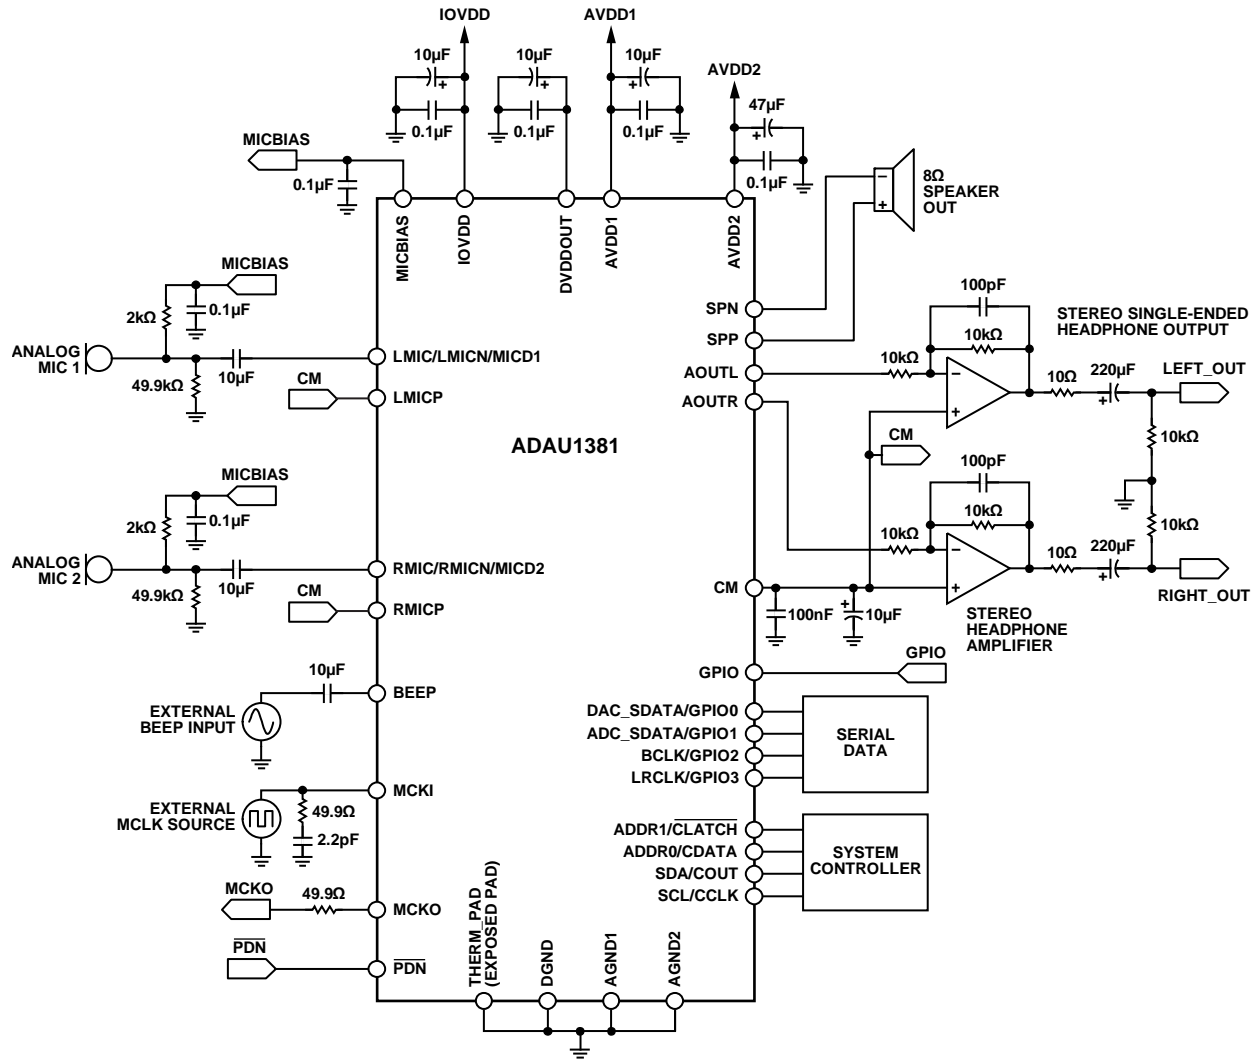 IOVDD
AVDD1
10µF
10µF
10µF
AVDD2
47µF
0.1µF
0.1µF
0.1µF
MICBIAS
0.1µF
0.1µF
8Ω
SPEAKER
OUT
MICBIAS
IOVDD
DVDDOUT
AVDD1
AVDD2
MICBIAS
0.1µF
2kΩ
ANALOG
MIC 1
49.9kΩ
10µF
LMIC/LMICN/MICD1
CM
LMICP
SPN
SPP
AOUTL
AOUTR
100pF
10kΩ
10kΩ
STEREO SINGLE-ENDED
HEADPHONE OUTPUT
10Ω
220µF
LEFT_OUT
10kΩ
CM
ADAU1381
MICBIAS
0.1µF
2kΩ
ANALOG
MIC 2
49.9kΩ
10µF
RMIC/RMICN/MICD2
CM
RMICP
100pF
10kΩ
10kΩ
10kΩ
10Ω
220µF
RIGHT_OUT
CM
100nF
10µF
STEREO
HEADPHONE
AMPLIFIER
GPIO
GPIO
10µF
BEEP
EXTERNAL
BEEP INPUT
DAC_SDATA/GPIO0
ADC_SDATA/GPIO1
BCLK/GPIO2
LRCLK/GPIO3
SERIAL
DATA
MCKI
EXTERNAL
MCLK SOURCE
49.9Ω
2.2pF
ADDR1/CLATCH
ADDR0/CDATA
SDA/COUT
SCL/CCLK
SYSTEM
CONTROLLER
MCKO
49.9Ω
MCKO
PDN
PDN
THERM_PAD
(EXPOSED PAD)
DGND
AGND1
AGND2